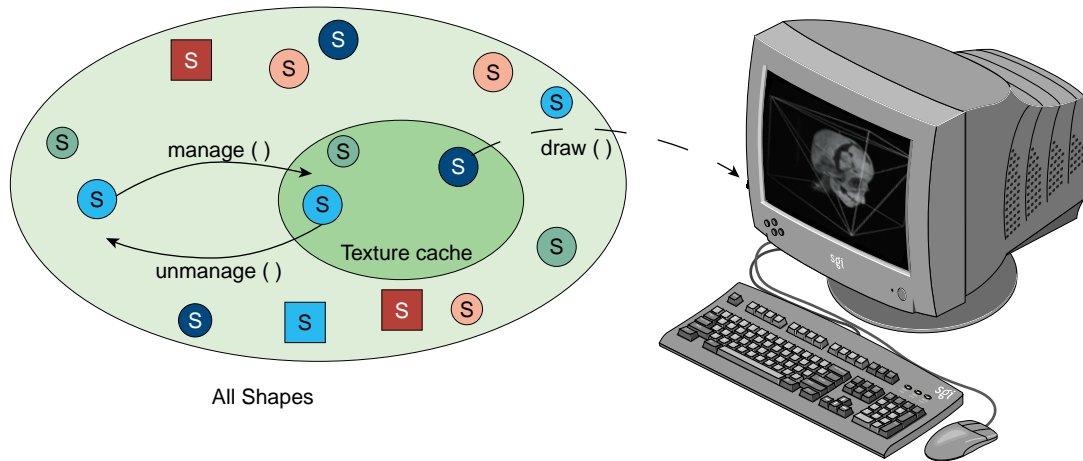 S
S
S
S
S
S
S
manage ( )
S
S
draw ( )
S
S
Texture cache
S
unmanage ( )
sgi
S
S
S
S
All Shapes
sgi